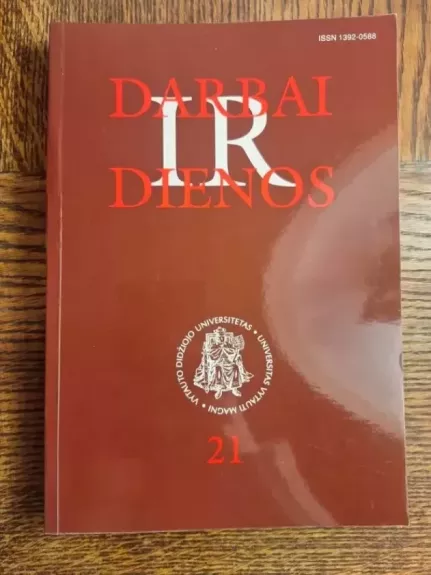 ISSN 1392-0588
DARBAI
IR
DIENOS
• VYTAUTO DIDŽIOJO UNIVERSITETAS • UNIVERSITAS VYTAUTI MAGNI
21